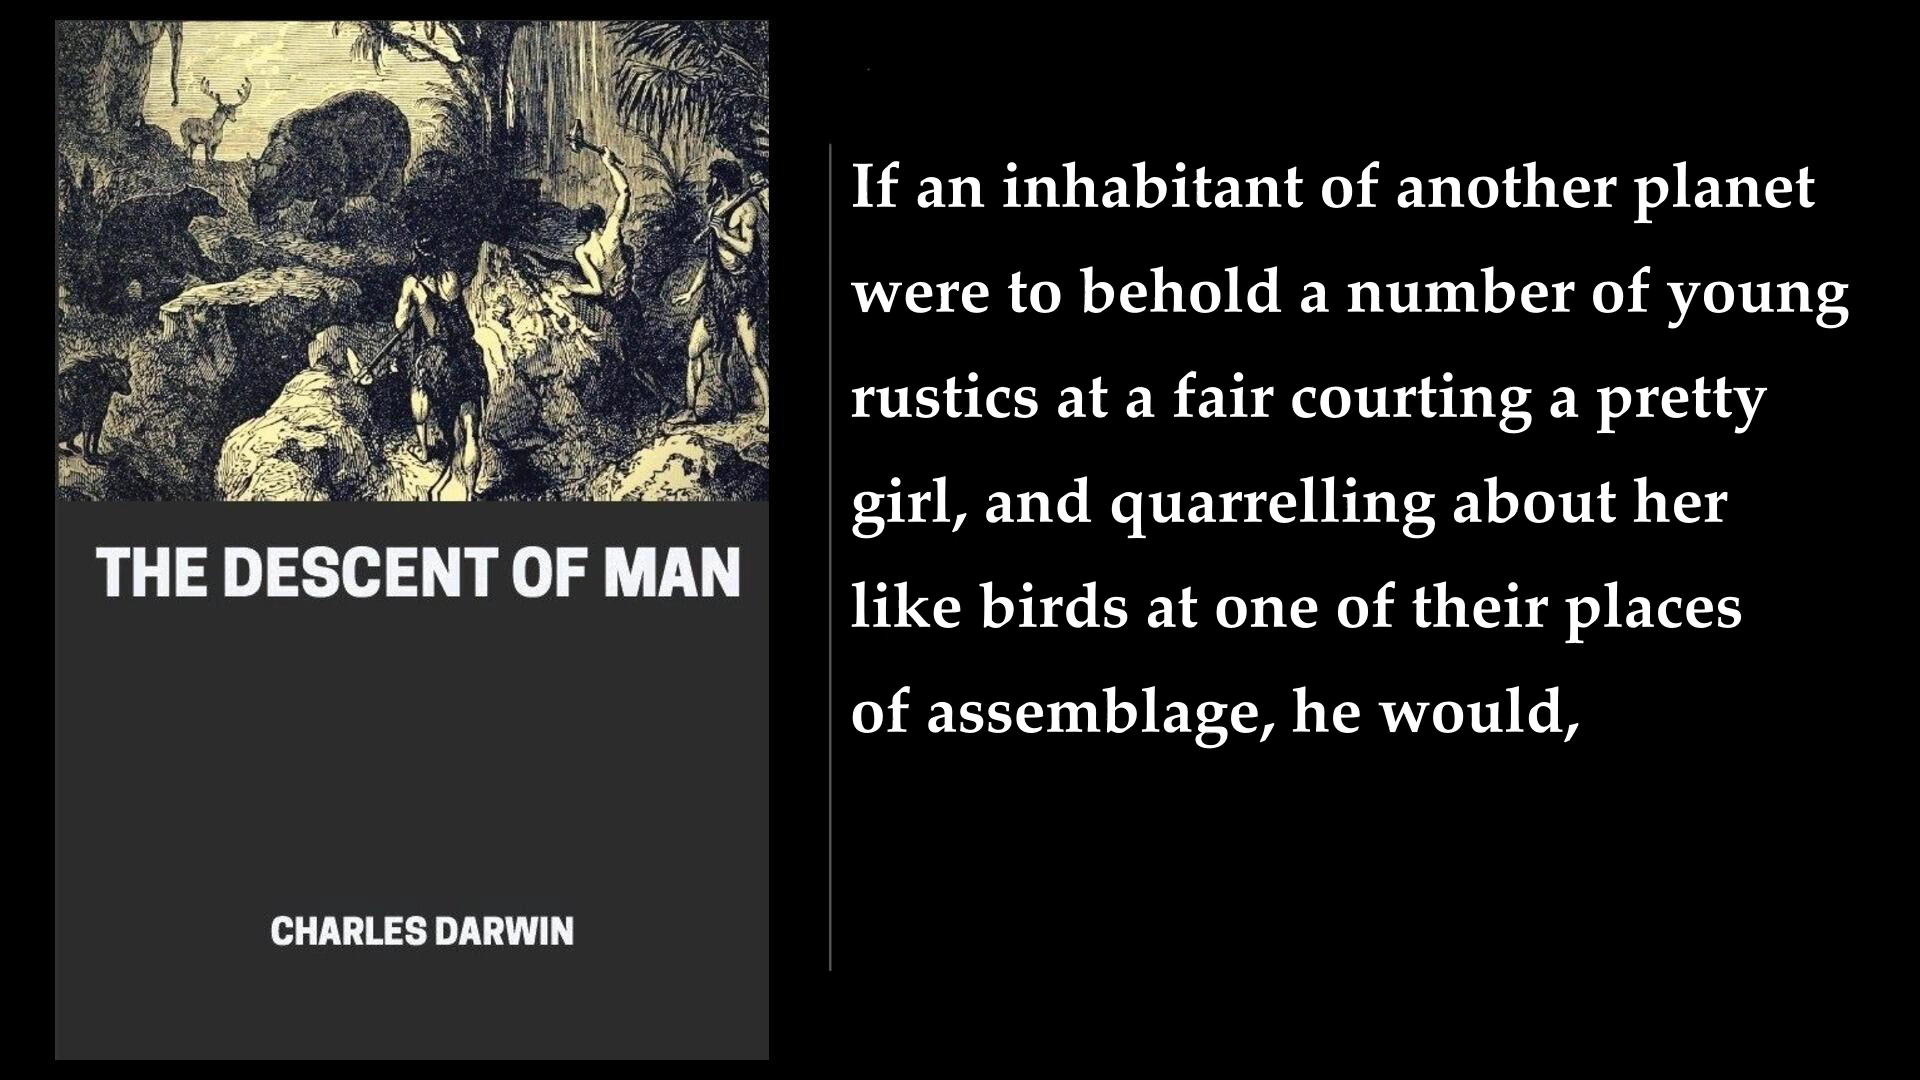 THE DESCENT OF MAN
CHARLES DARWIN
If an inhabitant of another planet
were to behold a number of young
rustics at a fair courting a pretty
girl, and quarrelling about her
like birds at one of their places
of assemblage, he would,